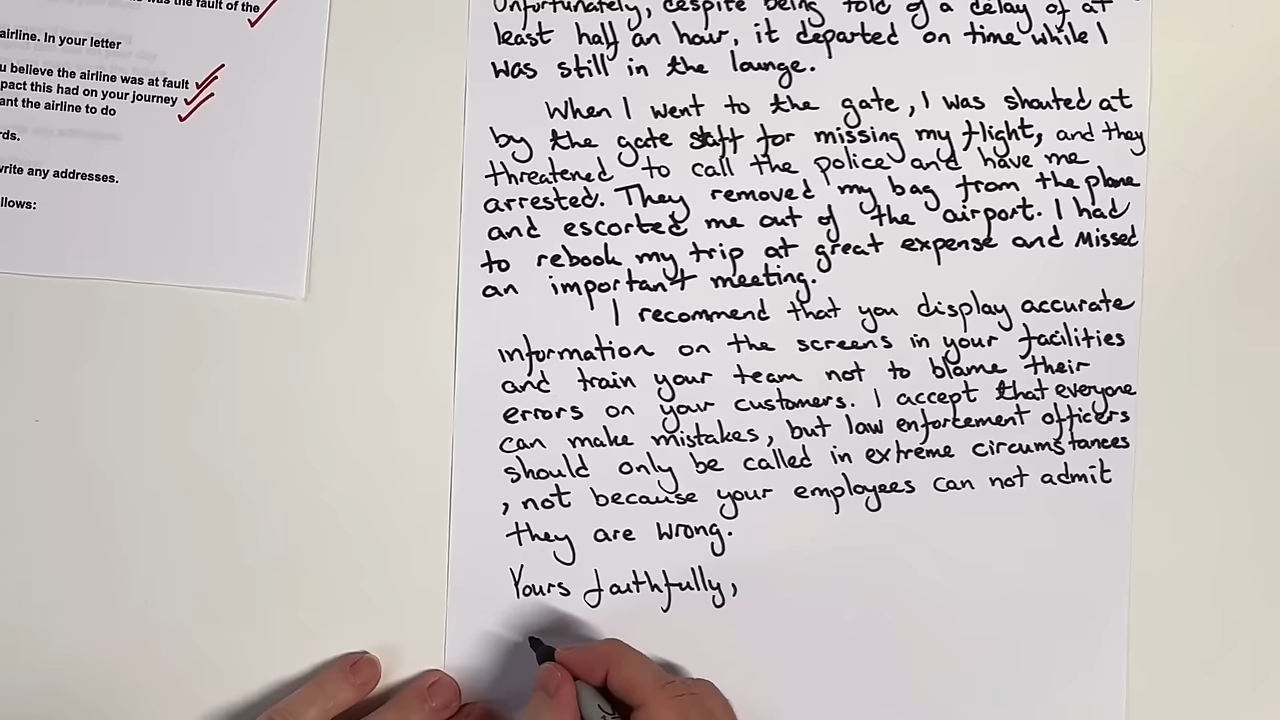 was the fault of the
airline. In your letter
u believe the airline was at fault
pact this had on your journey
ant the airline to do
rds.
write any addresses.
llows:
Unfortunately, despite being told of a delay of at
least half an hour, it departed on time while I
was still in the lounge.
When I went to the gate, I was shouted at
by the gate staff for missing my flight, and they
threatened to call the police and have me
arrested. They removed my bag from the plane
and escorted me out of the airport. I had
to rebook my trip at great expense and missed
an important meeting.
I recommend that you display accurate
information on the screens in your facilities
and train your team not to blame their
errors on your customers. I accept that everyone
can make mistakes, but law enforcement officers
should only be called in extreme circumstances
, not because your employees can not admit
they are wrong.
Yours faithfully,